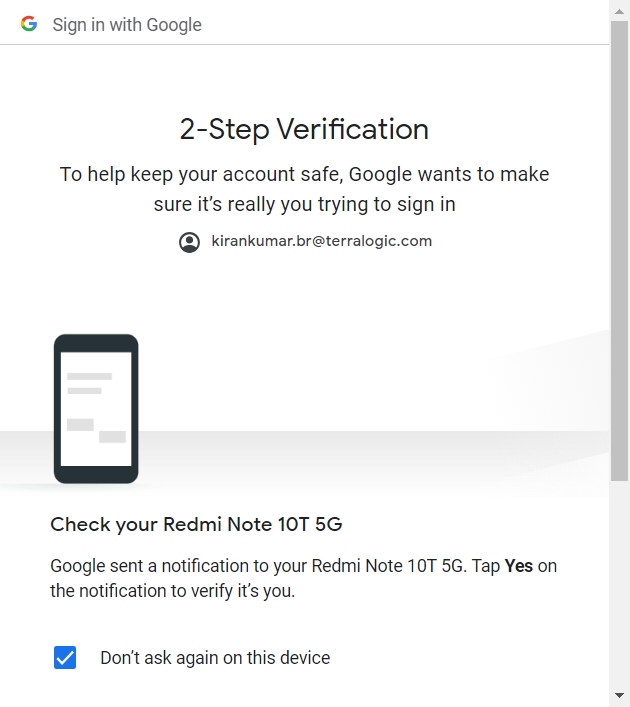 Sign in with Google
2-Step Verification
To help keep your account safe, Google wants to make
sure it’s really you trying to sign in
kirankumar.br@terralogic.com
Check your Redmi Note 10T 5G
Google sent a notification to your Redmi Note 10T 5G. Tap Yes on
the notification to verify it’s you.
Don’t ask again on this device